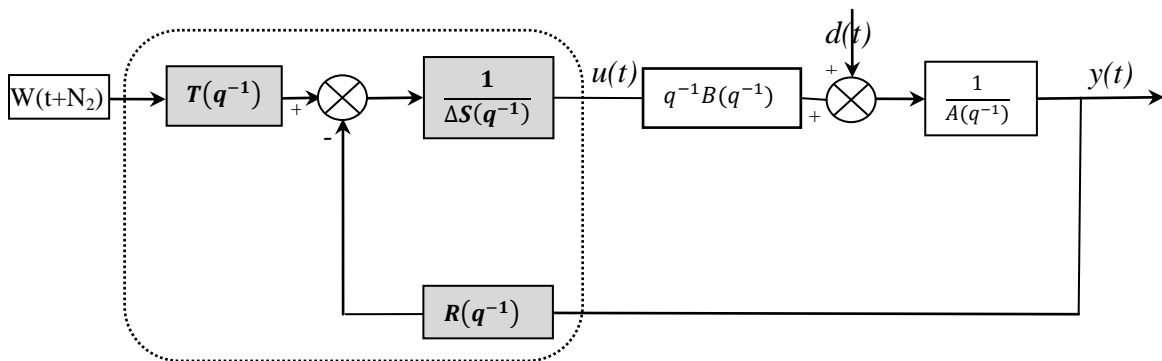 d(t)
W(t+N₂)
T(q⁻¹)
+
-
1
ΔS(q⁻¹)
u(t)
q⁻¹B(q⁻¹)
+
+
1
A(q⁻¹)
y(t)
R(q⁻¹)